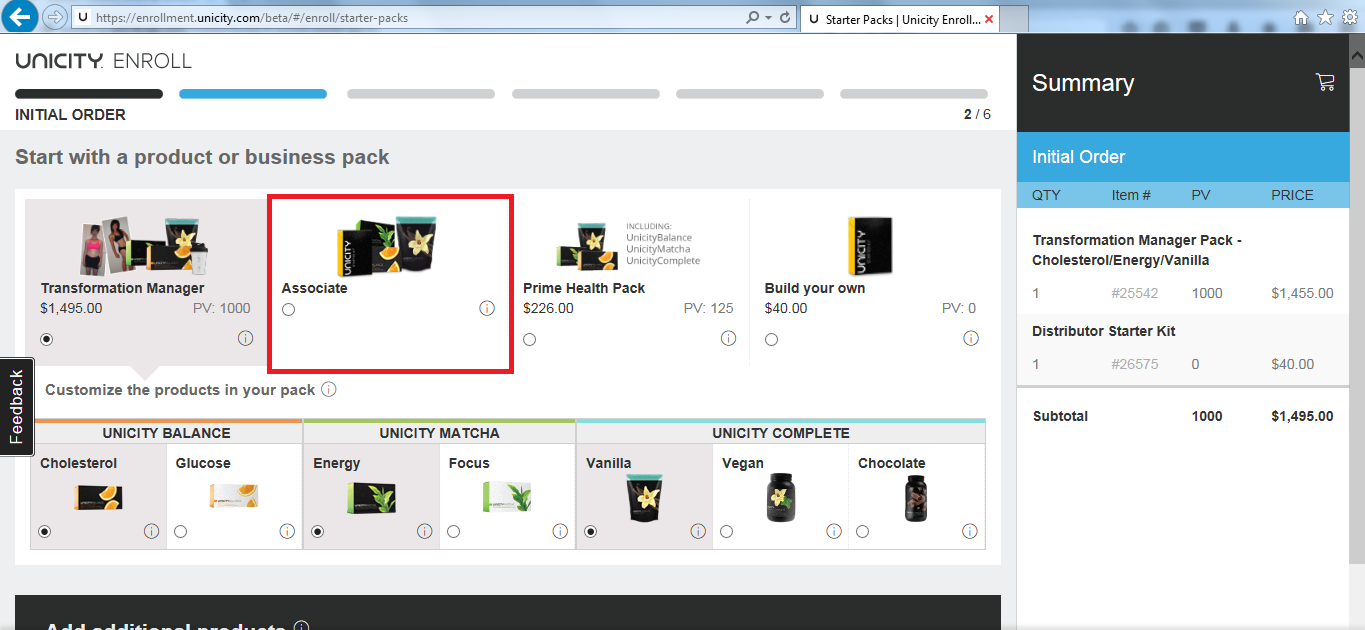 https://enrollment.unicity.com/beta/#/enroll/starter-packs
Starter Packs | Unicity Enroll...
UNICITY. ENROLL
INITIAL ORDER
2 / 6
Start with a product or business pack
Transformation Manager
$1,495.00 PV: 1000
UNICITY
Associate
INCLUDING:
UnicityBalance
UnicityMatcha
UnicityComplete
Prime Health Pack
$226.00 PV: 125
UNICITY
Build your own
$40.00 PV: 0
Feedback
Customize the products in your pack
UNICITY BALANCE
UNICITY MATCHA
UNICITY COMPLETE
Cholesterol
Glucose
Energy
Focus
Vanilla
Vegan
Chocolate
Add additional products
Summary
Initial Order
QTY Item # PV PRICE
Transformation Manager Pack -
Cholesterol/Energy/Vanilla
1 #25542 1000 $1,455.00
Distributor Starter Kit
1 #26575 0 $40.00
Subtotal 1000 $1,495.00